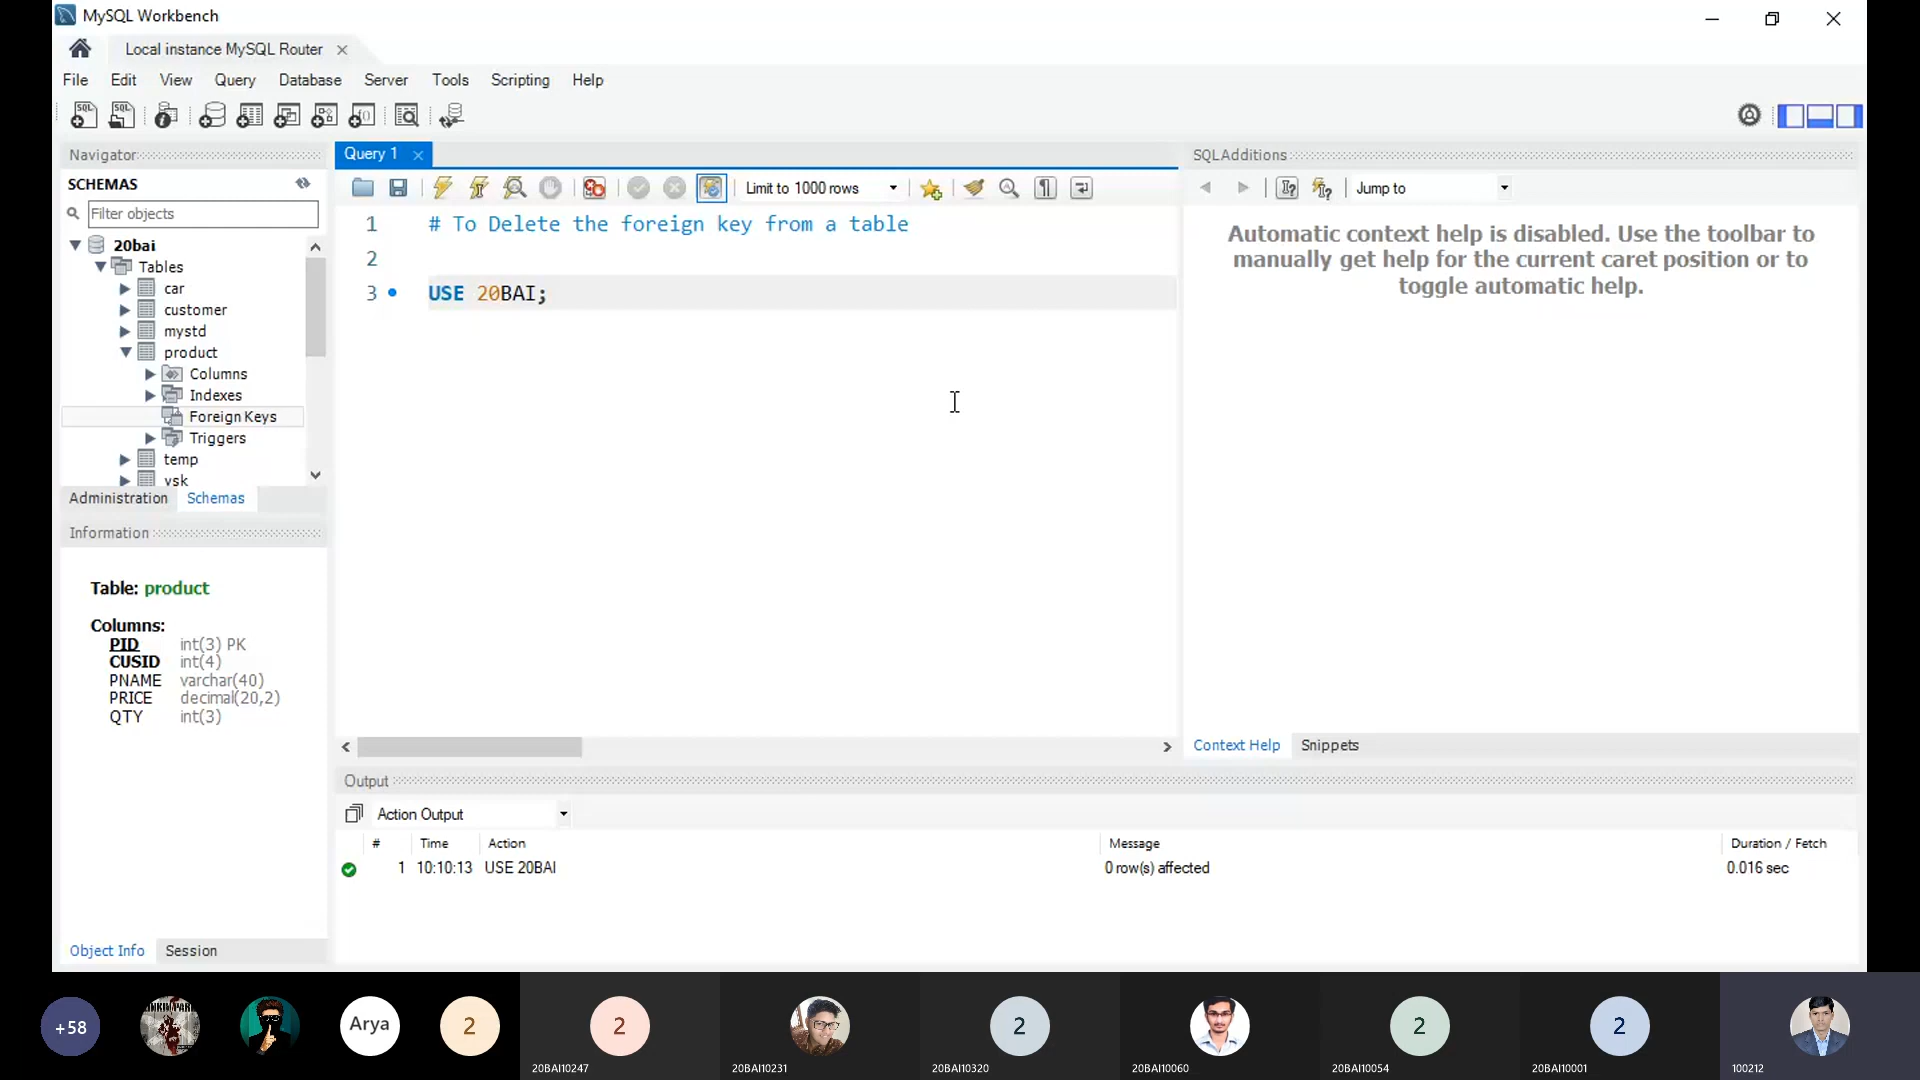 MySQL Workbench
Local instance MySQL Router
File Edit View Query Database Server Tools Scripting Help
Navigator
SCHEMAS
Filter objects
20bai
Tables
car
customer
mystd
product
Columns
Indexes
Foreign Keys
Triggers
temp
vsk
Administration Schemas
Information
Table: product
Columns:
PID int(3) PK
CUSID int(4)
PNAME varchar(40)
PRICE decimal(20,2)
QTY int(3)
Object Info Session
Query 1
Limit to 1000 rows
1 # To Delete the foreign key from a table
2
3 USE 20BAI;
SQLAdditions
Jump to
Automatic context help is disabled. Use the toolbar to
manually get help for the current caret position or to
toggle automatic help.
Context Help Snippets
Output
Action Output
# Time Action Message Duration / Fetch
1 10:10:13 USE 20BAI 0 row(s) affected 0.016 sec
+58 Arya 2 2 2 2 2
20BAI10247 20BAI10231 20BAI10320 20BAI10060 20BAI10054 20BAI10001 100212